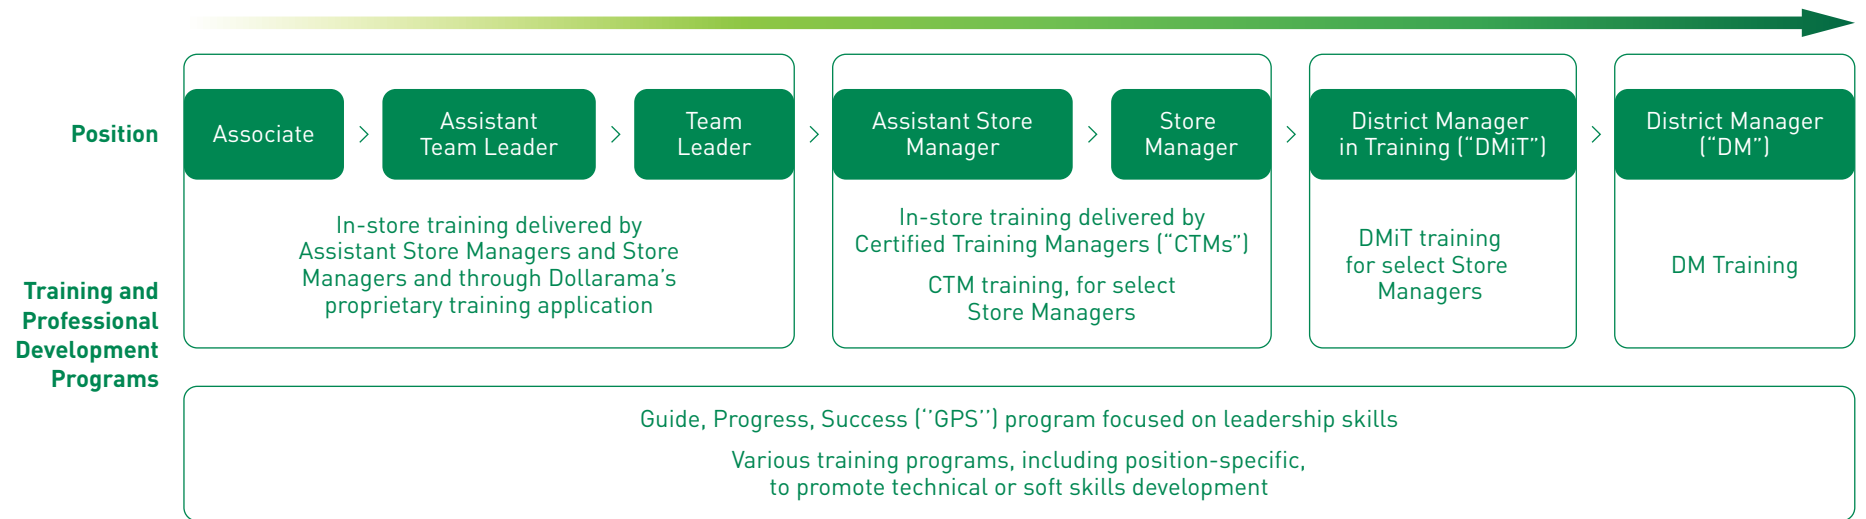 Position
Associate
Assistant
Team Leader
Team
Leader
Assistant Store
Manager
Store
Manager
District Manager
in Training (“DMiT”)
District Manager
(“DM”)
Training and
Professional
Development
Programs
In-store training delivered by
Assistant Store Managers and Store
Managers and through Dollarama’s
proprietary training application
In-store training delivered by
Certified Training Managers (“CTMs”)
CTM training, for select
Store Managers
DMiT training
for select Store
Managers
DM Training
Guide, Progress, Success (‘’GPS’’) program focused on leadership skills
Various training programs, including position-specific,
to promote technical or soft skills development